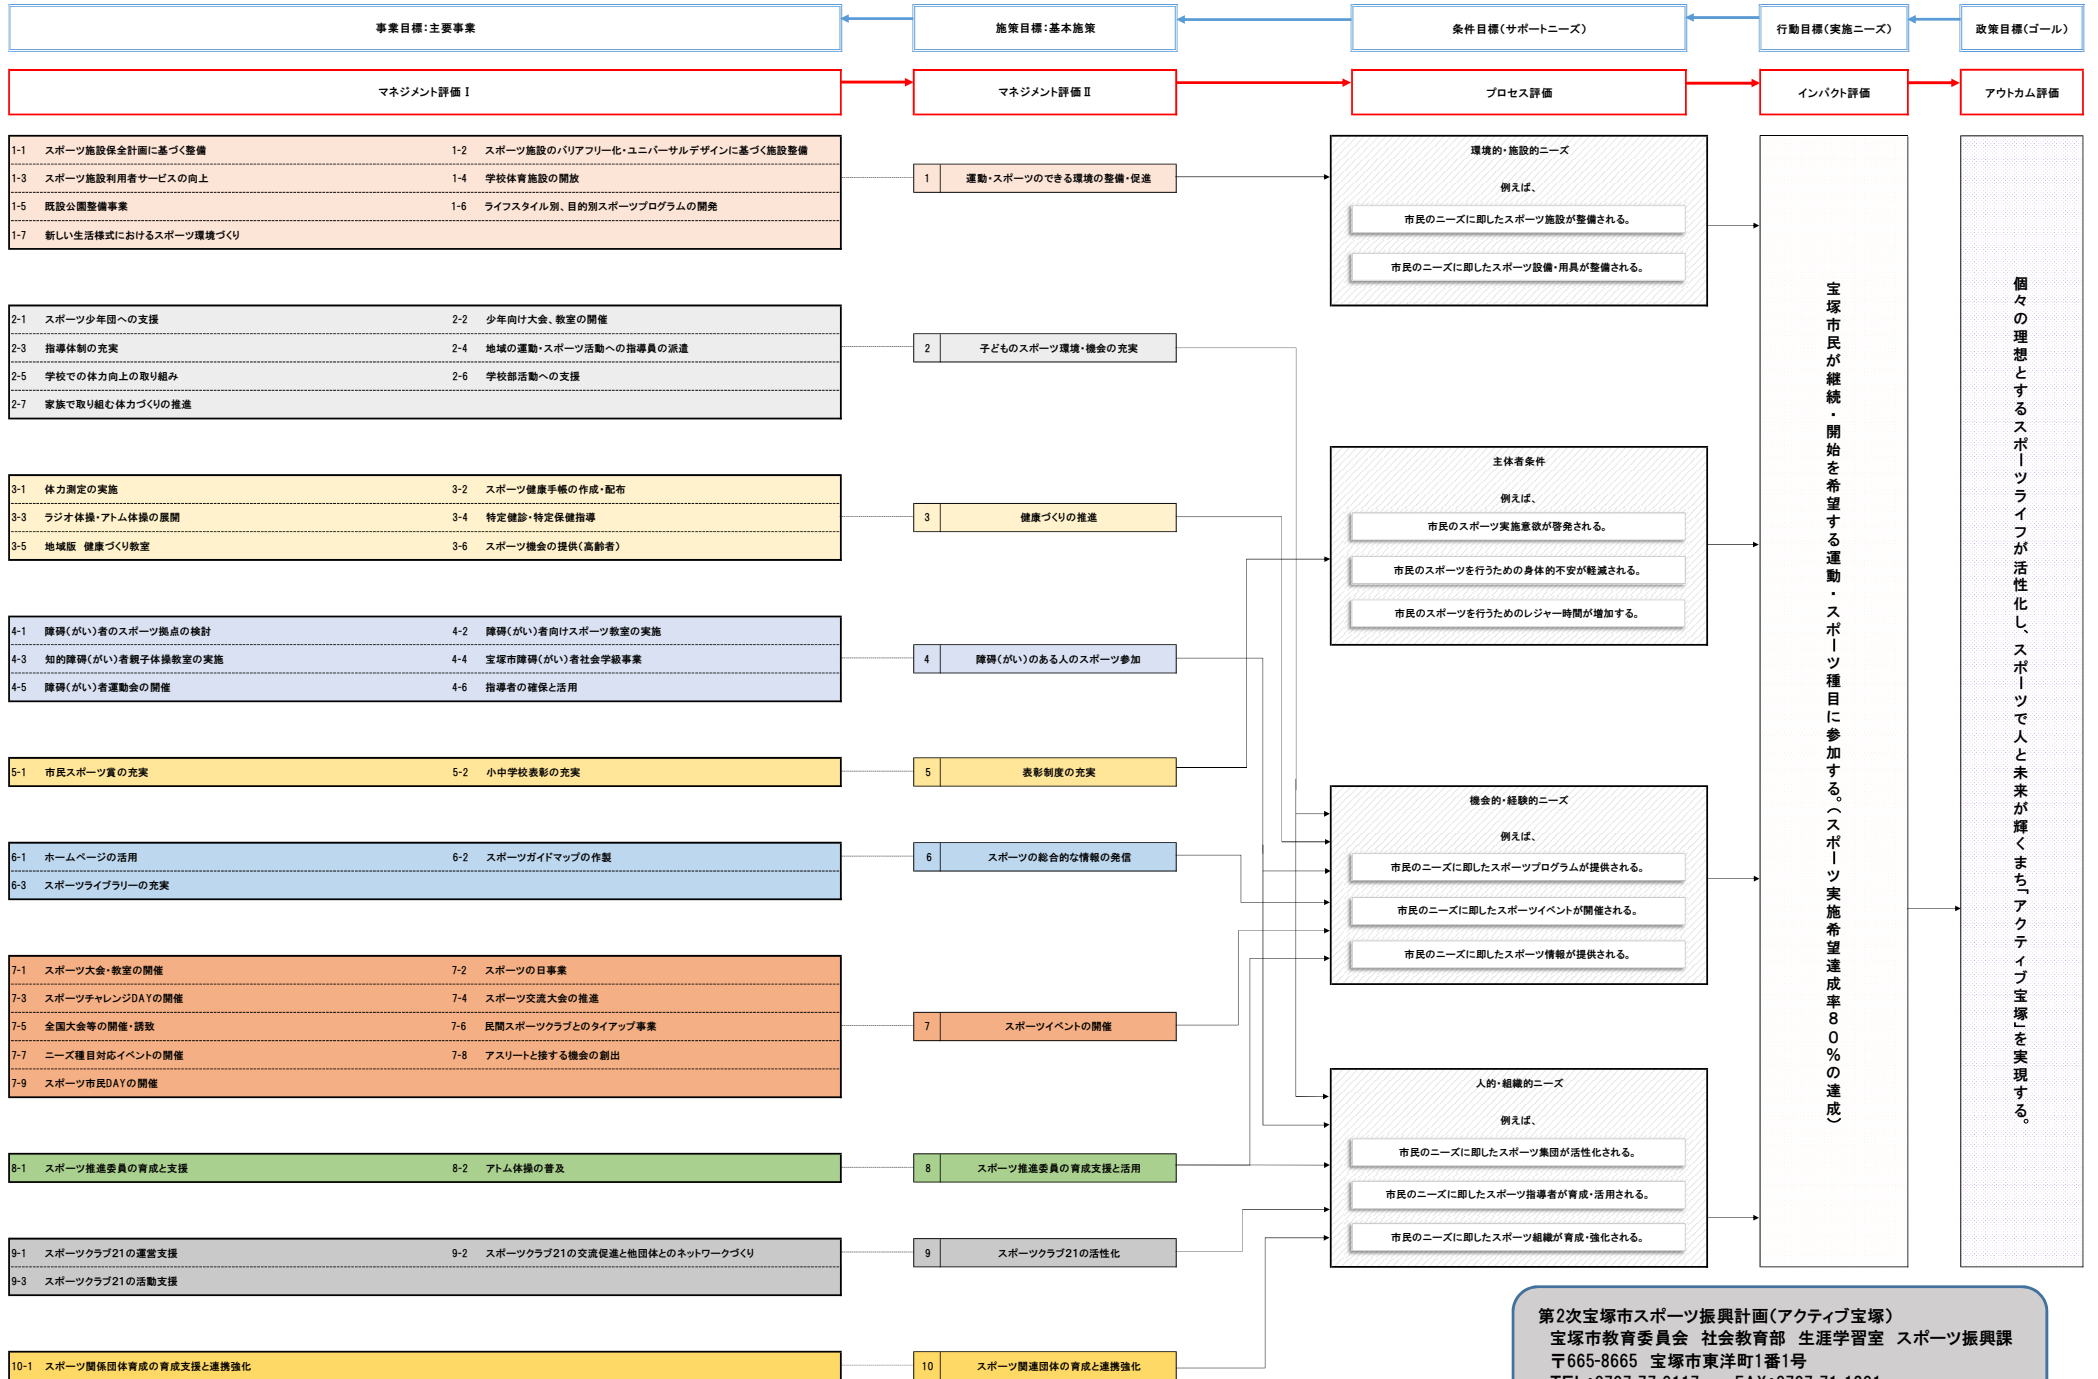 事業目標:主要事業
施策目標:基本施策
条件目標(サポートニーズ)
行動目標(実施ニーズ)
政策目標(ゴール)
マネジメント評価Ⅰ
マネジメント評価Ⅱ
プロセス評価
インパクト評価
アウトカム評価
1-1 スポーツ施設保全計画に基づく整備
1-2 スポーツ施設のバリアフリー化・ユニバーサルデザインに基づく施設整備
1-3 スポーツ施設利用者サービスの向上
1-4 学校体育施設の開放
1-5 既設公園整備事業
1-6 ライフスタイル別、目的別スポーツプログラムの開発
1-7 新しい生活様式におけるスポーツ環境づくり
1 運動・スポーツのできる環境の整備・促進
2-1 スポーツ少年団への支援
2-2 少年向け大会、教室の開催
2-3 指導体制の充実
2-4 地域の運動・スポーツ活動への指導員の派遣
2-5 学校での体力向上の取り組み
2-6 学校部活動への支援
2-7 家族で取り組む体力づくりの推進
2 子どものスポーツ環境・機会の充実
3-1 体力測定の実施
3-2 スポーツ健康手帳の作成・配布
3-3 ラジオ体操・アトム体操の展開
3-4 特定健診・特定保健指導
3-5 地域版 健康づくり教室
3-6 スポーツ機会の提供(高齢者)
3 健康づくりの推進
4-1 障碍(がい)者のスポーツ拠点の検討
4-2 障碍(がい)者向けスポーツ教室の実施
4-3 知的障碍(がい)者親子体操教室の実施
4-4 宝塚市障碍(がい)者社会学級事業
4-5 障碍(がい)者運動会の開催
4-6 指導者の確保と活用
4 障碍(がい)のある人のスポーツ参加
5-1 市民スポーツ賞の充実
5-2 小中学校表彰の充実
5 表彰制度の充実
6-1 ホームページの活用
6-2 スポーツガイドマップの作製
6-3 スポーツライブラリーの充実
6 スポーツの総合的な情報の発信
7-1 スポーツ大会・教室の開催
7-2 スポーツの日事業
7-3 スポーツチャレンジDAYの開催
7-4 スポーツ交流大会の推進
7-5 全国大会等の開催・誘致
7-6 民間スポーツクラブとのタイアップ事業
7-7 ニーズ種目対応イベントの開催
7-8 アスリートと接する機会の創出
7-9 スポーツ市民DAYの開催
7 スポーツイベントの開催
8-1 スポーツ推進委員の育成と支援
8-2 アトム体操の普及
8 スポーツ推進委員の育成支援と活用
9-1 スポーツクラブ21の運営支援
9-2 スポーツクラブ21の交流促進と他団体とのネットワークづくり
9-3 スポーツクラブ21の活動支援
9 スポーツクラブ21の活性化
10-1 スポーツ関係団体育成の育成支援と連携強化
10 スポーツ関連団体の育成と連携強化
環境的・施設的ニーズ
例えば、
市民のニーズに即したスポーツ施設が整備される。
市民のニーズに即したスポーツ設備・用具が整備される。
主体者条件
例えば、
市民のスポーツ実施意欲が啓発される。
市民のスポーツを行うための身体的不安が軽減される。
市民のスポーツを行うためのレジャー時間が増加する。
機会的・経験的ニーズ
例えば、
市民のニーズに即したスポーツプログラムが提供される。
市民のニーズに即したスポーツイベントが開催される。
市民のニーズに即したスポーツ情報が提供される。
人的・組織的ニーズ
例えば、
市民のニーズに即したスポーツ集団が活性化される。
市民のニーズに即したスポーツ指導者が育成・活用される。
市民のニーズに即したスポーツ組織が育成・強化される。
宝塚市民が継続・開始を希望する運動・スポーツ種目に参加する。(スポーツ実施希望達成率80%の達成)
個々の理想とするスポーツライフが活性化し、スポーツで人と未来が輝くまち「アクティブ宝塚」を実現する。
第2次宝塚市スポーツ振興計画(アクティブ宝塚)
宝塚市教育委員会 社会教育部 生涯学習室 スポーツ振興課
〒665-8665 宝塚市東洋町1番1号